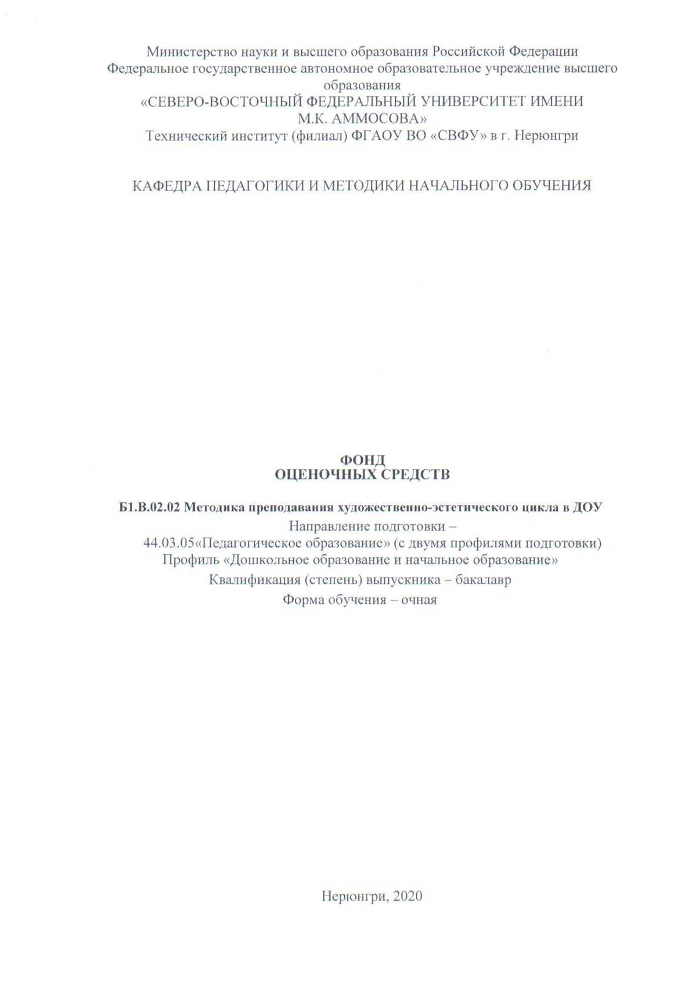 Министерство науки и высшего образования Российской Федерации
Федеральное государственное автономное образовательное учреждение высшего
образования
«СЕВЕРО-ВОСТОЧНЫЙ ФЕДЕРАЛЬНЫЙ УНИВЕРСИТЕТ ИМЕНИ
М.К. АММОСОВА»
Технический институт (филиал) ФГАОУ ВО «СВФУ» в г. Нерюнгри
КАФЕДРА ПЕДАГОГИКИ И МЕТОДИКИ НАЧАЛЬНОГО ОБУЧЕНИЯ
ФОНД
ОЦЕНОЧНЫХ СРЕДСТВ
Б1.В.02.02 Методика преподавания художественно-эстетического цикла в ДОУ
Направление подготовки –
44.03.05«Педагогическое образование» (с двумя профилями подготовки)
Профиль «Дошкольное образование и начальное образование»
Квалификация (степень) выпускника – бакалавр
Форма обучения – очная
Нерюнгри, 2020